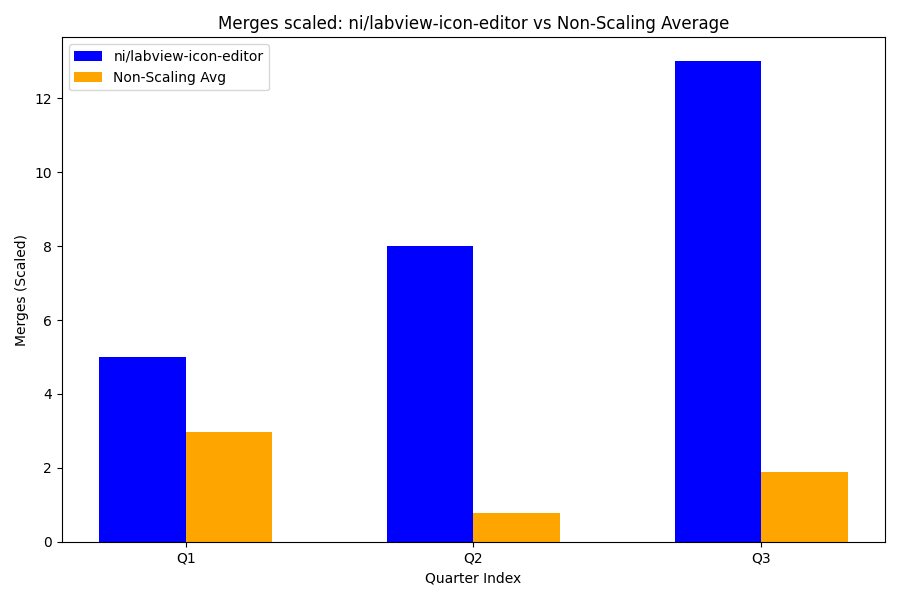 Merges scaled: ni/labview-icon-editor vs Non-Scaling Average
ni/labview-icon-editor
Non-Scaling Avg
Merges (Scaled)
12
10
8
6
4
2
0
Q1 Q2 Q3
Quarter Index